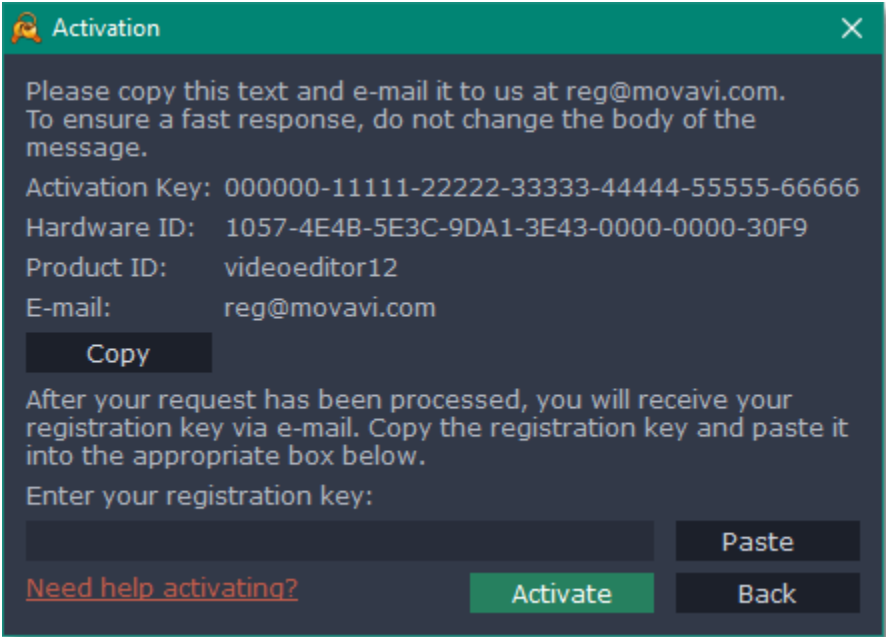 Activation
Please copy this text and e-mail it to us at reg@movavi.com.
To ensure a fast response, do not change the body of the
message.
Activation Key: 000000-11111-22222-33333-44444-55555-66666
Hardware ID: 1057-4E4B-5E3C-9DA1-3E43-0000-0000-30F9
Product ID: videoeditor12
E-mail: reg@movavi.com
Copy
After your request has been processed, you will receive your
registration key via e-mail. Copy the registration key and paste it
into the appropriate box below.
Enter your registration key:
Paste
Need help activating? Activate Back